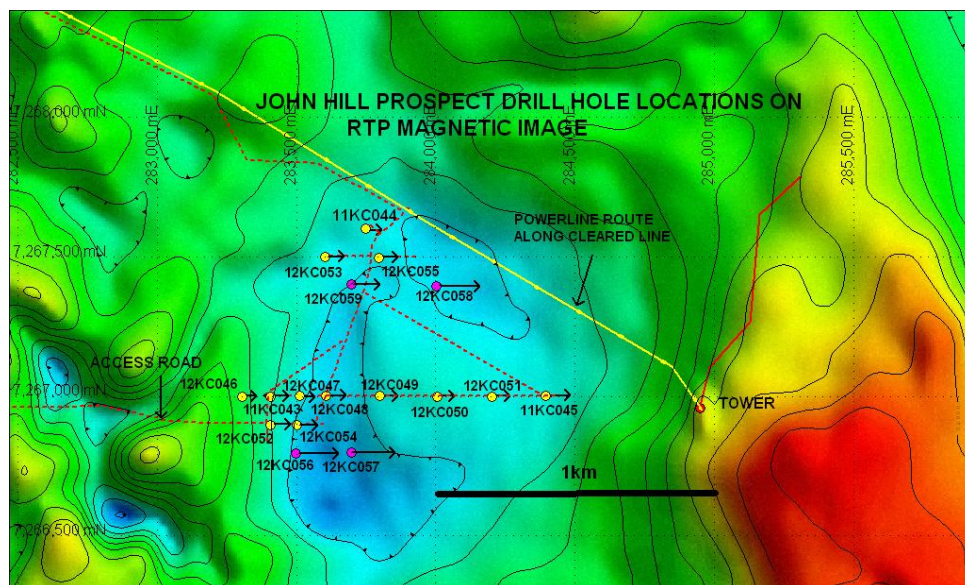 JOHN HILL PROSPECT DRILL HOLE LOCATIONS ON
RTP MAGNETIC IMAGE
7,268,000 mN
283,000 mE
283,500 mE
284,000 mE
284,500 mE
285,000 mE
285,500 mE
11KC044
POWERLINE ROUTE
ALONG CLEARED LINE
7,267,500 mN
12KC053
12KC055
12KC059
12KC058
ACCESS ROAD
12KC046
12KC047
12KC049
12KC051
7,267,000 mN
11KC043
12KC048
12KC050
11KC045
TOWER
12KC052
12KC054
12KC056
12KC057
1km
7,266,500 mN